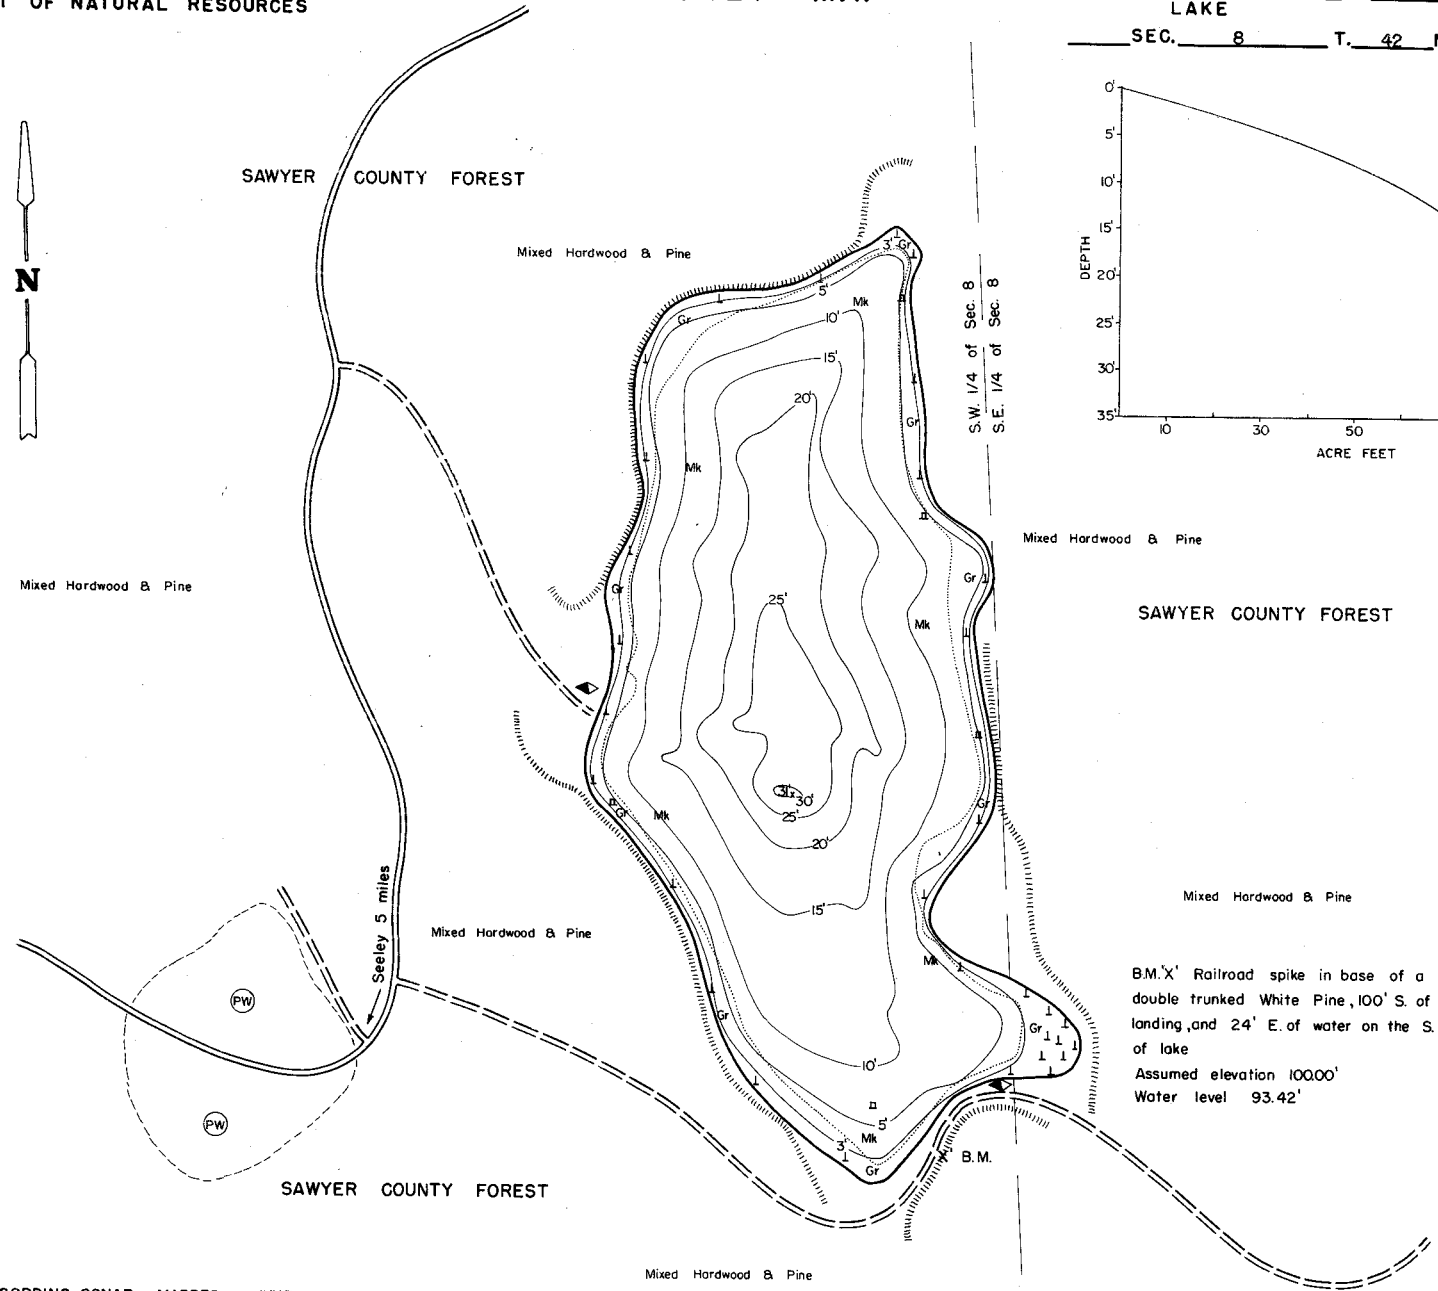 OF NATURAL RESOURCES
LAKE
SEC. 8 T. 42
SAWYER COUNTY FOREST
N
Mixed Hardwood & Pine
0'
5'
10'
15'
20'
25'
30'
35'
DEPTH
10 30 50
ACRE FEET
S.W. 1/4 of Sec. 8
S.E. 1/4 of Sec. 8
3' Gr
5'
Mk
Gr
10'
15'
20'
Gr
Mk
Mixed Hardwood & Pine
Gr
Mixed Hardwood & Pine
Gr
25'
Mk
SAWYER COUNTY FOREST
31x
30'
Gr
Gr
Mk
25'
20'
Seeley 5 miles
15'
Mixed Hardwood & Pine
Mixed Hardwood & Pine
Mk
B.M. 'X' Railroad spike in base of a
double trunked White Pine, 100' S. of
landing, and 24' E. of water on the S.
of lake
Assumed elevation 100.00'
Water level 93.42'
PW
Gr
Gr
10'
PW
5'
Mk
3'
Gr
'X' B.M.
SAWYER COUNTY FOREST
Mixed Hardwood & Pine